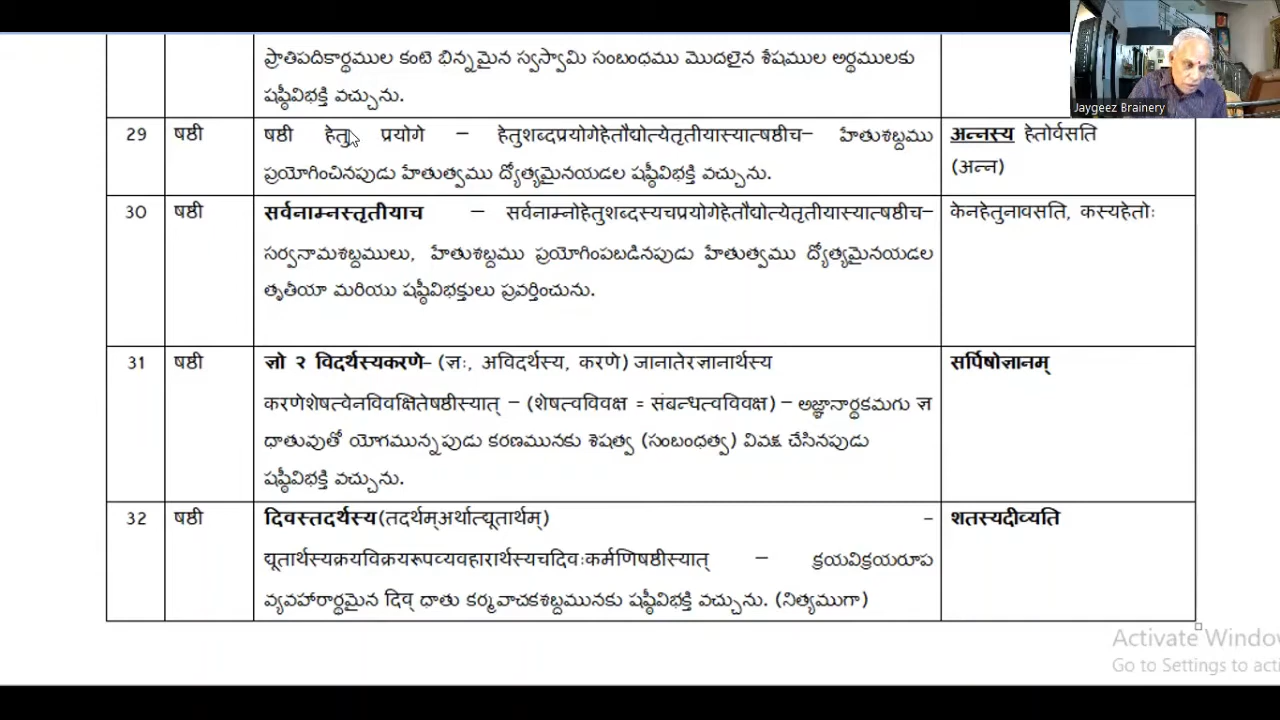 ప్రాతిపదికార్థముల కంటె భిన్నమైన స్వస్వామి సంబంధము మొదలైన శేషముల అర్థములకు
షష్ఠీవిభక్తి వచ్చును.
29 षष्ठी षष्ठी हेतु प्रयोगे – हेतुशब्दप्रयोगेहेतौद्योत्येतृतीयास्यात्षष्ठीच– హేతుశబ్దము अन्नस्य हेतोर्वसति
ప్రయోగించినపుడు హేతుత్వము ద్యోత్యమైనయడల షష్ఠీవిభక్తి వచ్చును. (अन्न)
30 षष्ठी सर्वनाम्नस्तृतीयाच – सर्वनाम्नोहेतुशब्दस्यचप्रयोगेहेतौद्योत्येतृतीयास्यात्षष्ठीच– केनहेतुनावसति, कस्यहेतोः
సర్వనామశబ్దములు, హేతుశబ్దము ప్రయోగింపబడినపుడు హేతుత్వము ద్యోత్యమైనయడల
తృతీయా మరియు షష్ఠీవిభక్తులు ప్రవర్తించును.
31 षष्ठी ज्ञो २ विदर्थस्यकरणे– (ज्ञः, अविदर्थस्य, करणे) जानातेरज्ञानार्थस्य सर्पिषोज्ञानम्
करणेशेषत्वेनविवक्षितेषष्ठीस्यात् – (शेषत्वविवक्ष = संबन्धत्वविवक्ष) – అజ్ఞానార్థకమగు జ్ఞ
ధాతువుతో యోగమున్నపుడు కరణమునకు శెషత్వ (సంబంధత్వ) వివక్ష చేసినపుడు
షష్ఠీవిభక్తి వచ్చును.
32 षष्ठी दिवस्तदर्थस्य(तदर्थम्अर्थात्द्यूतार्थम्) – शतस्यदीव्यति
द्यूतार्थस्यक्रयविक्रयरूपव्यवहारार्थस्यचदिवःकर्मणिषष्ठीस्यात् – క్రయవిక్రయరూప
వ్యవహారార్థమైన दिव् ధాతు కర్మవాచకశబ్దమునకు షష్ఠీవిభక్తి వచ్చును. (నిత్యముగా)
Jaygeez Brainery
Activate Windo
Go to Settings to acti